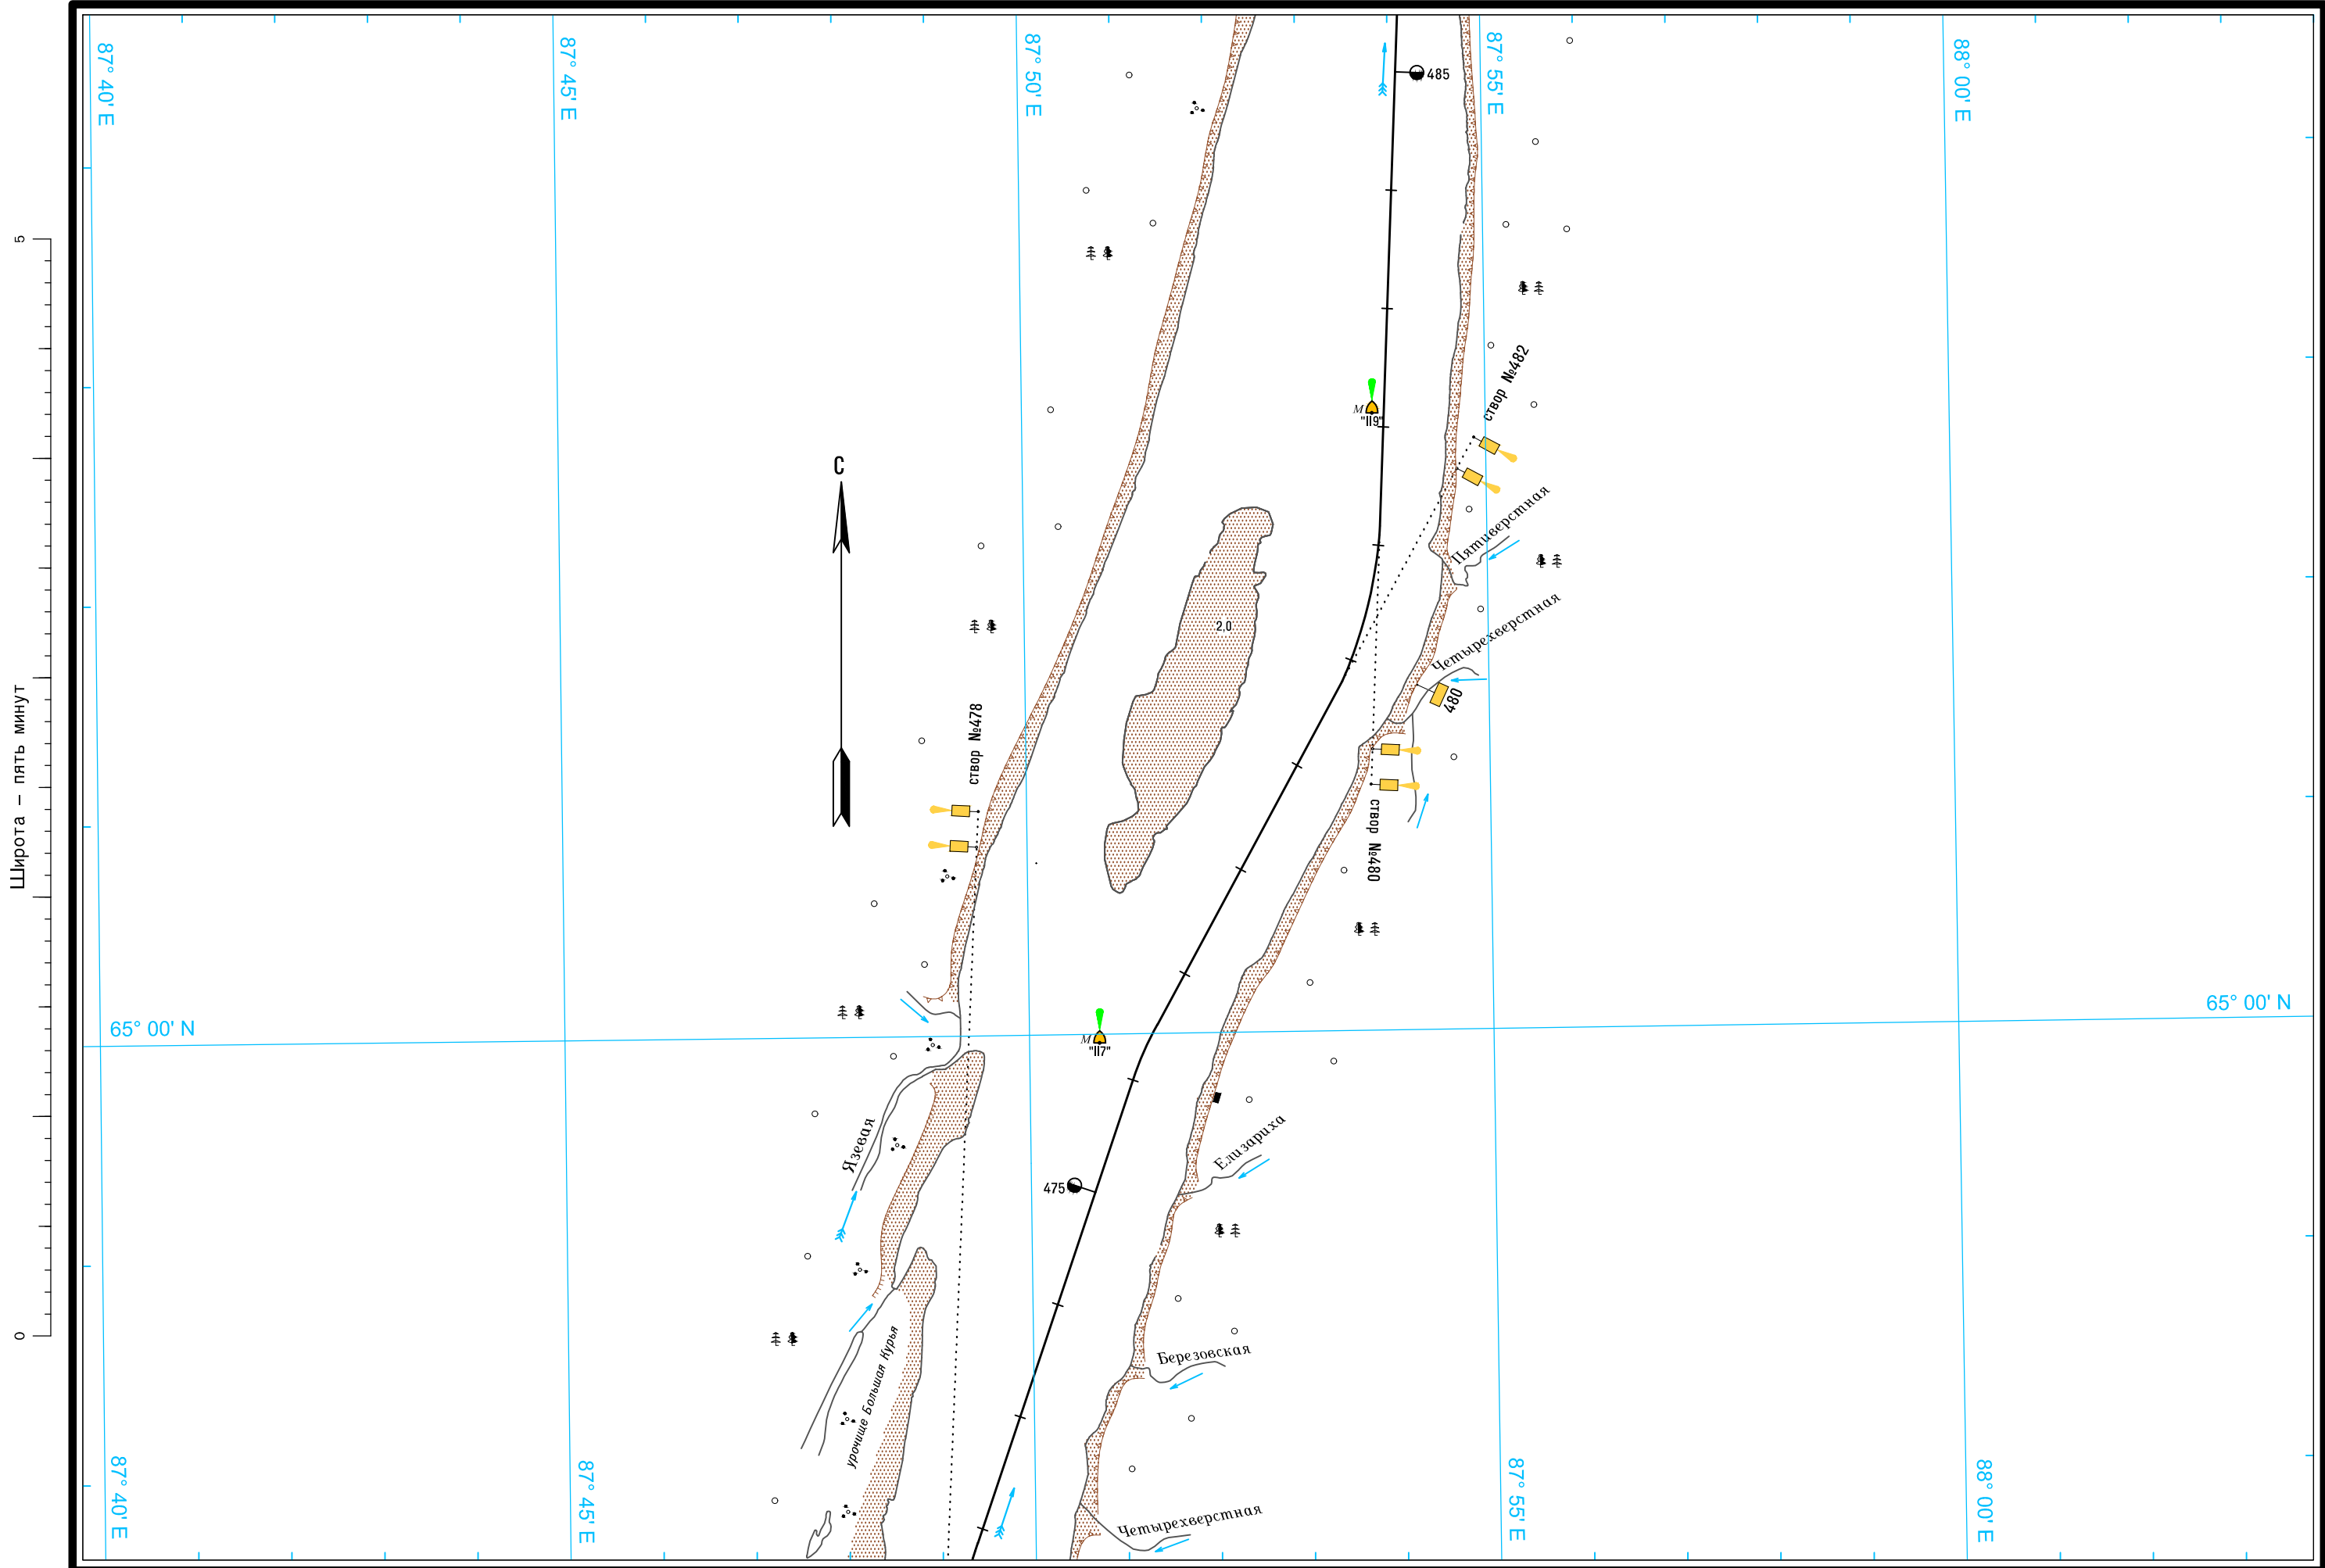 87° 40' E
87° 45' E
87° 50' E
87° 55' E
88° 00' E
485
5
створ №482
М
"119"
С
Пятиверстная
Четырехверстная
2,0
480
створ №478
створ №480
Широта – пять минут
65° 00' N
65° 00' N
М
"117"
Язевая
Елизариха
475
0
урочище Большая Курья
Березовская
Четырехверстная
87° 40' E
87° 45' E
87° 55' E
88° 00' E